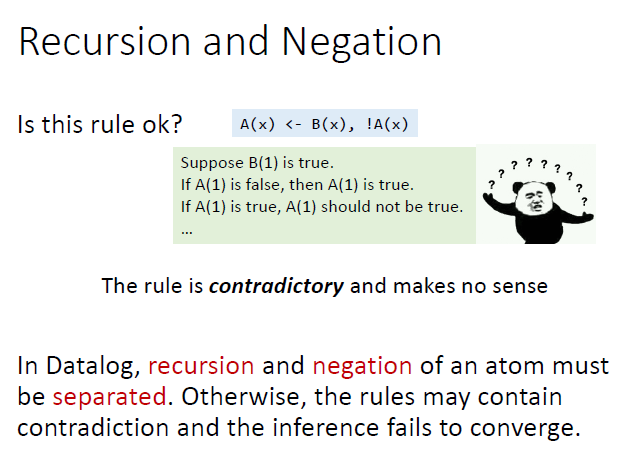 Recursion and Negation
Is this rule ok?
A(x) <- B(x), !A(x)
Suppose B(1) is true.
If A(1) is false, then A(1) is true.
If A(1) is true, A(1) should not be true.
...
? ? ? ? ? ? ? ? ?
The rule is contradictory and makes no sense
In Datalog, recursion and negation of an atom must
be separated. Otherwise, the rules may contain
contradiction and the inference fails to converge.